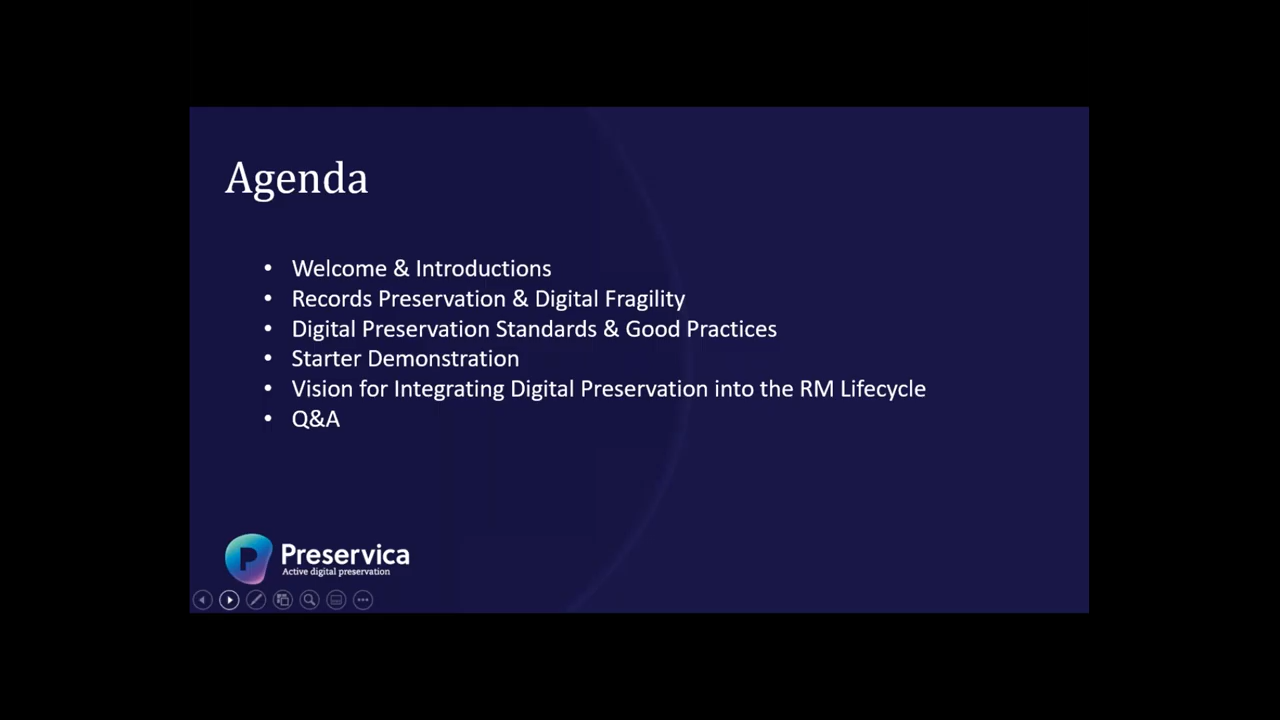 Agenda
• Welcome & Introductions
• Records Preservation & Digital Fragility
• Digital Preservation Standards & Good Practices
• Starter Demonstration
• Vision for Integrating Digital Preservation into the RM Lifecycle
• Q&A
P Preservica
Active digital preservation